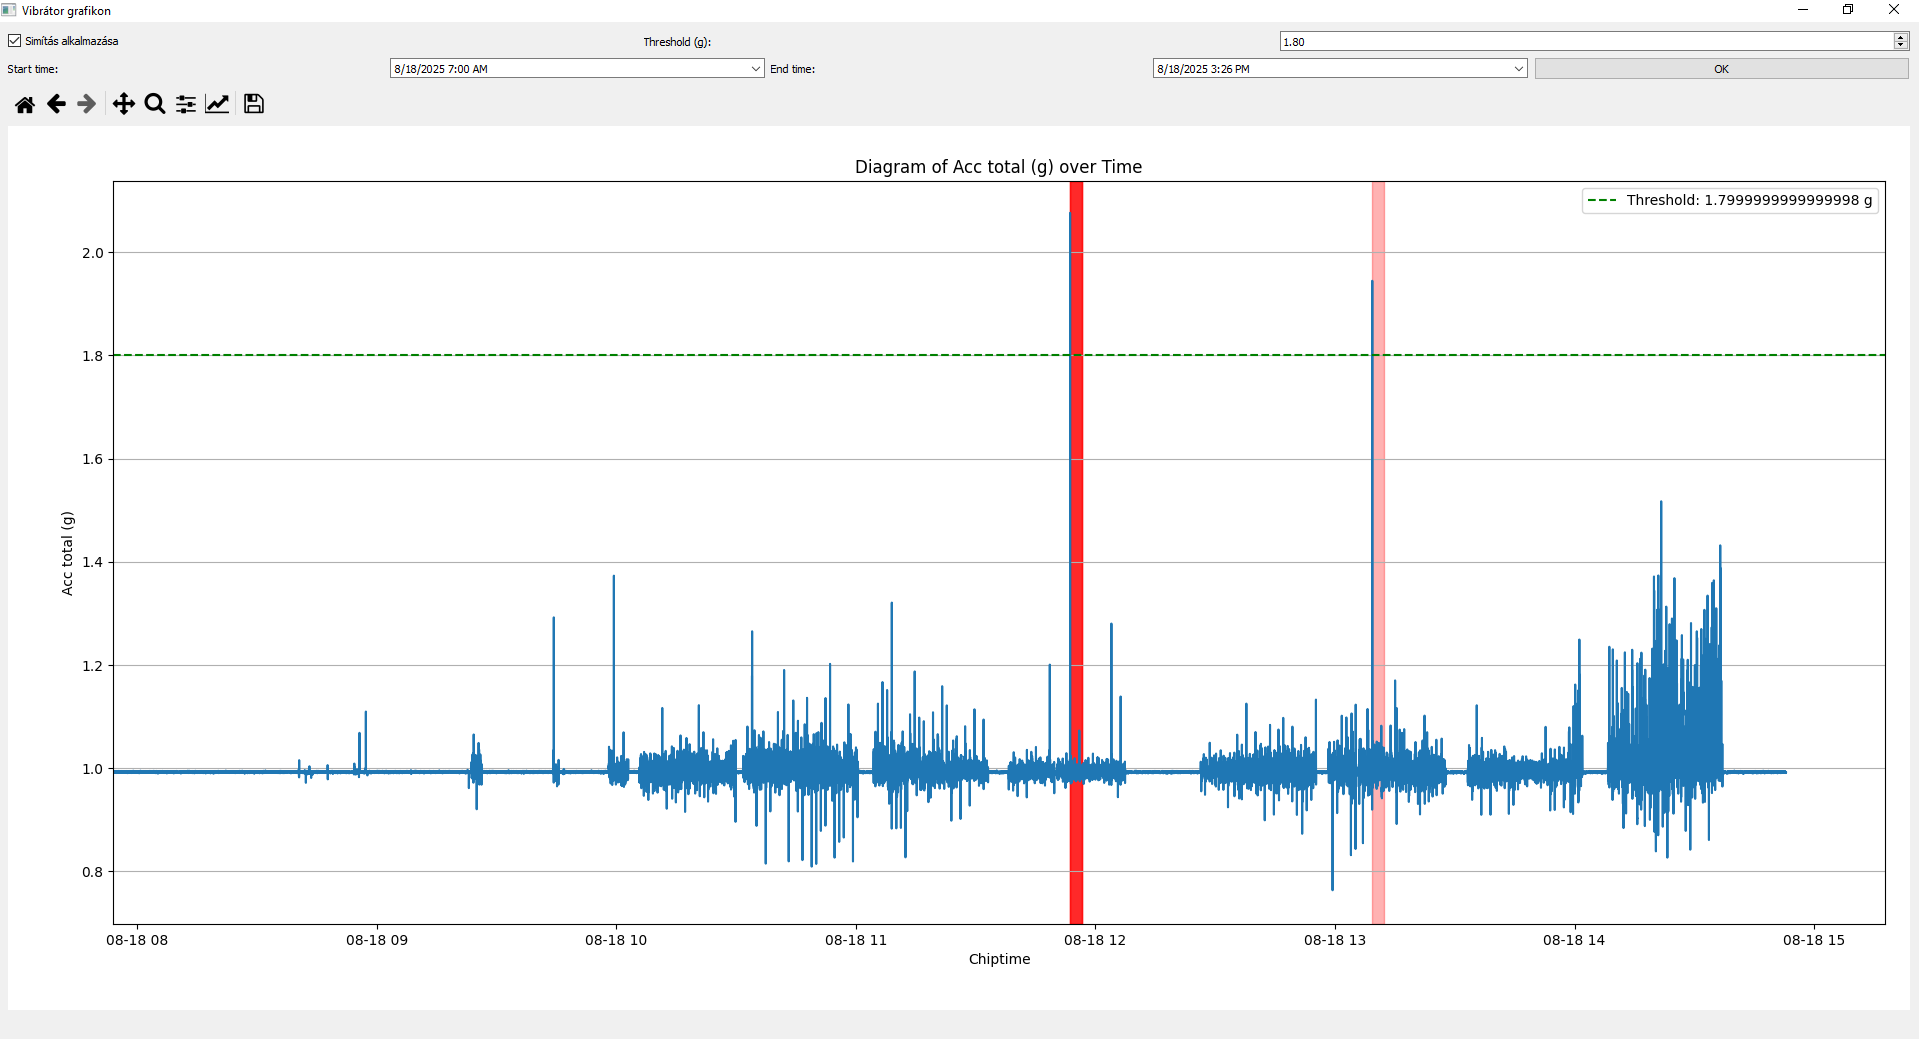 Vibrátor grafikon
Simítás alkalmazása
Threshold (g):
1.80
Start time:
8/18/2025 7:00 AM
End time:
8/18/2025 3:26 PM
OK
Diagram of Acc total (g) over Time
Threshold: 1.7999999999999998 g
2.0
1.8
1.6
1.4
1.2
1.0
0.8
Acc total (g)
08-18 08
08-18 09
08-18 10
08-18 11
08-18 12
08-18 13
08-18 14
08-18 15
Chiptime